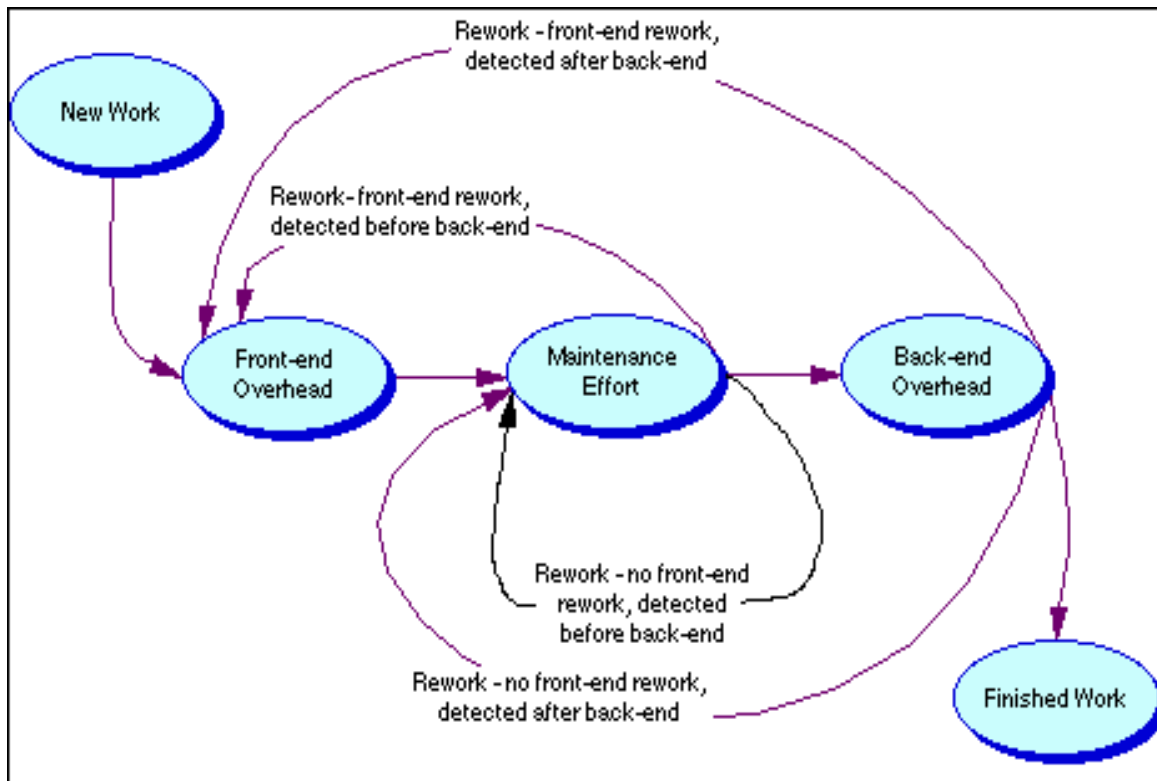 Rework - front-end rework,
detected after back-end
New Work
Rework- front-end rework,
detected before back-end
Front-end
Overhead
Maintenance
Effort
Back-end
Overhead
Rework - no front-end
rework, detected
before back-end
Rework - no front-end rework,
detected after back-end
Finished Work